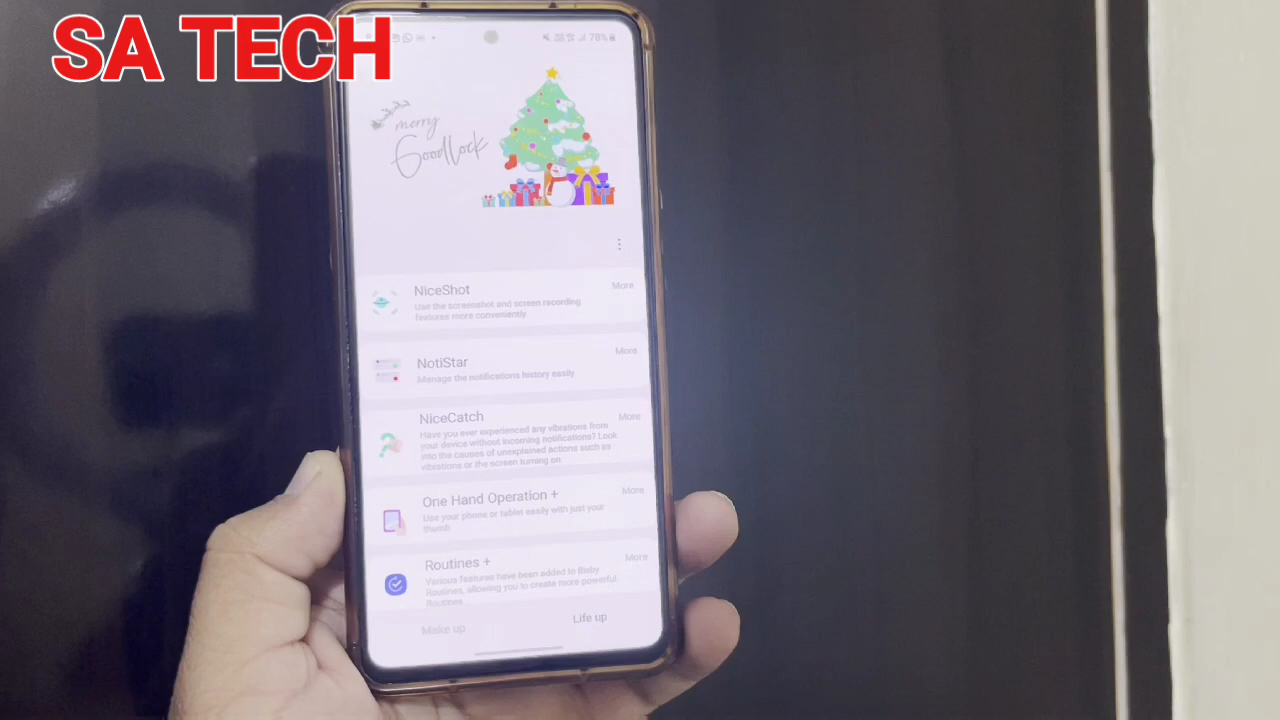 SA TECH
78%
merry
Goodlock
NiceShot
More
Use the screenshot and screen recording
features more conveniently
NotiStar
More
Manage the notifications history easily
NiceCatch
More
Have you ever experienced any vibrations from
your device without incoming notifications? Look
into the causes of unexplained actions such as
vibrations or the screen turning on
One Hand Operation +
More
Use your phone or tablet easily with just your
thumb
Routines +
More
Various features have been added to Bixby
Routines, allowing you to create more powerful
Routines
Make up
Life up